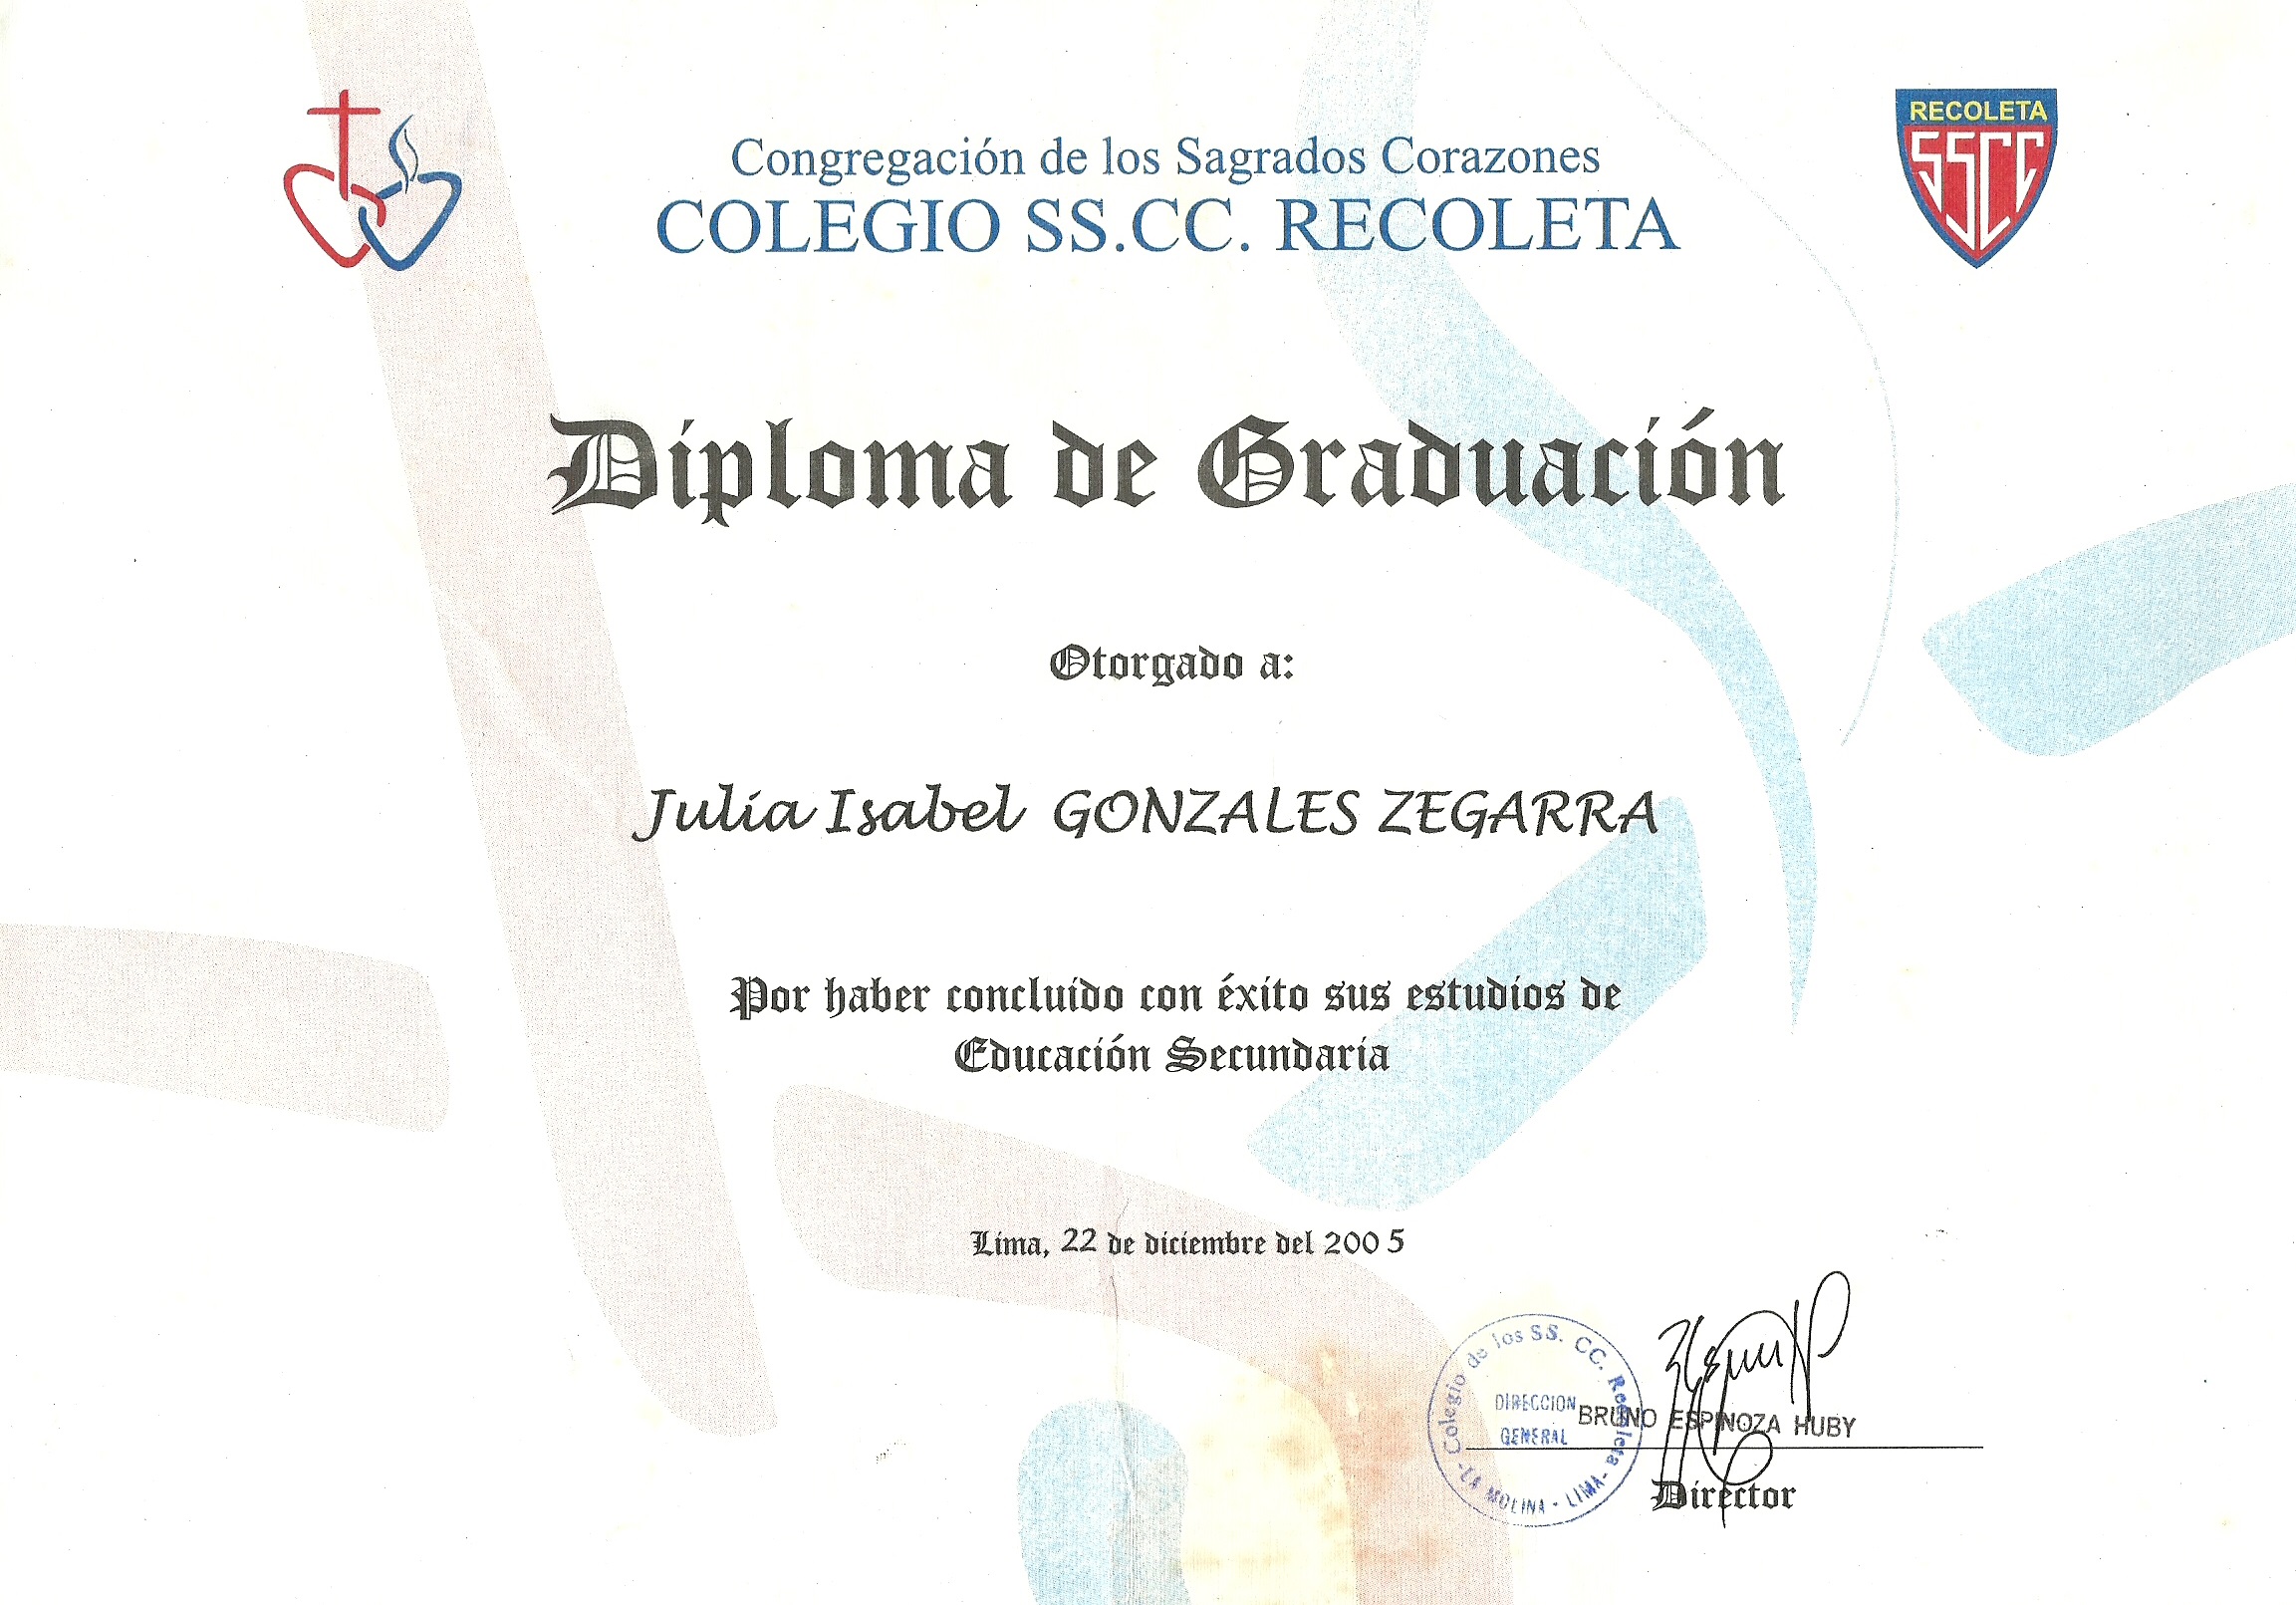 RECOLETA
SSCC
Congregación de los Sagrados Corazones
COLEGIO SS.CC. RECOLETA
Diploma de Graduación
Otorgado a:
Julia Isabel GONZALES ZEGARRA
Por haber concluido con éxito sus estudios de
Educación Secundaria
Lima, 22 de diciembre del 2005
Colegio de los SS. CC. Recoleta - LA MOLINA - LIMA -
DIRECCION
GENERAL
BRUNO ESPINOZA HUBY
Director